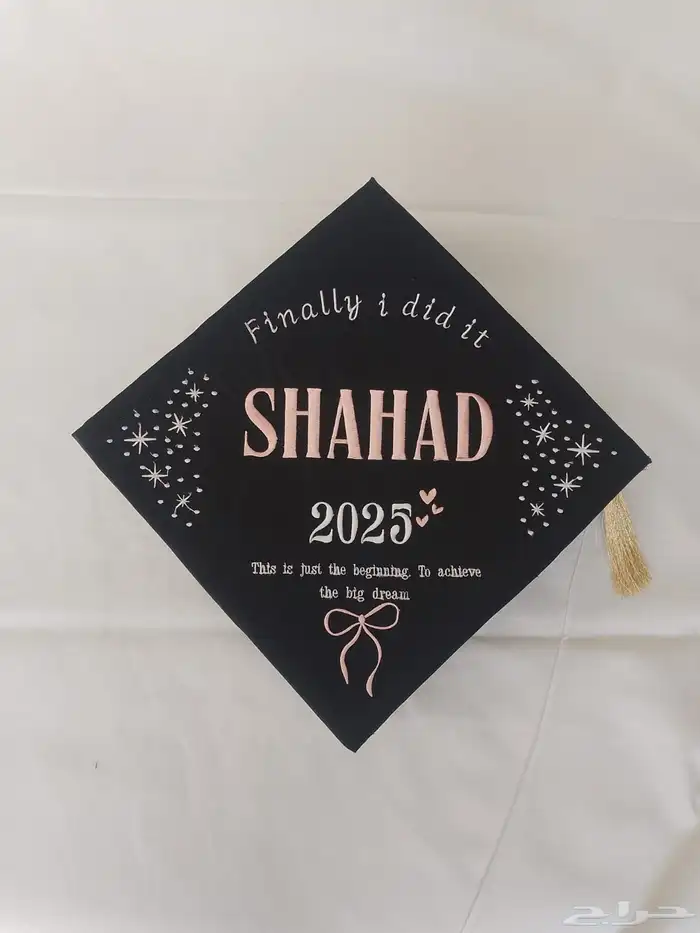 Finally i did it
SHAHAD
2025
This is just the beginning. To achieve
the big dream
حراج